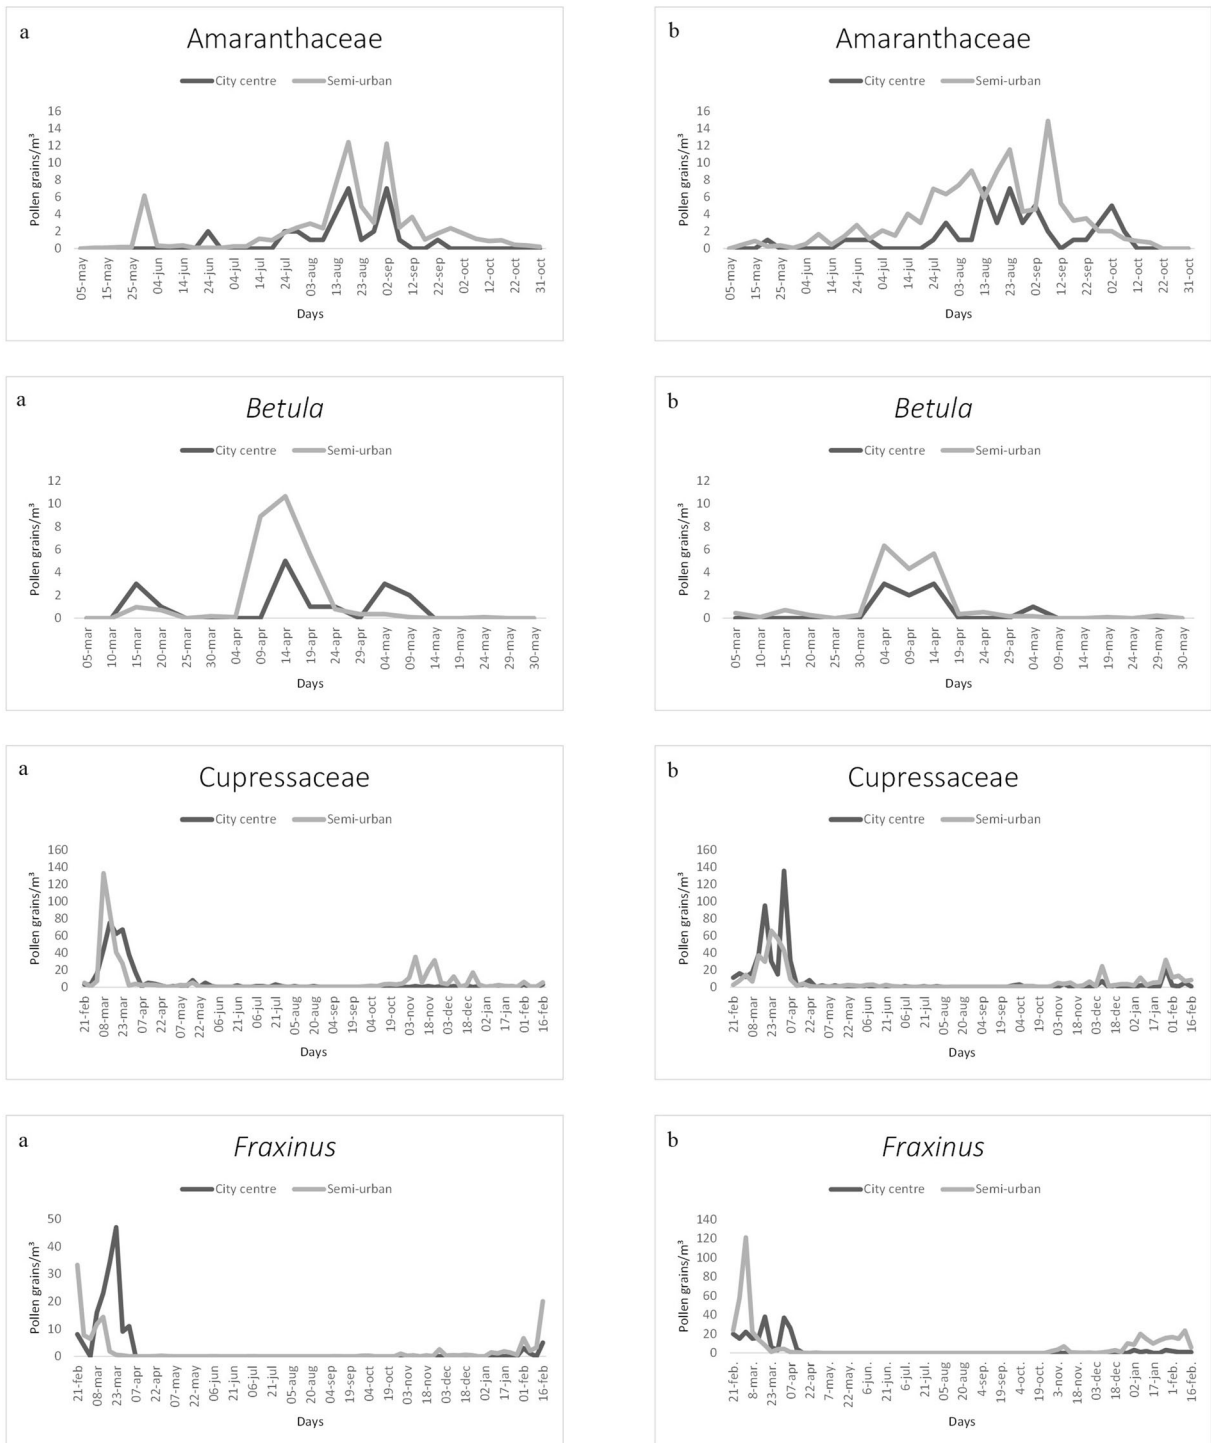 a
Amaranthaceae
City centre Semi-urban
Pollen grains/m³
16
14
12
10
8
6
4
2
0
05-may 15-may 25-may 04-jun 14-jun 24-jun 04-jul 14-jul 24-jul 03-aug 13-aug 23-aug 02-sep 12-sep 22-sep 02-oct 12-oct 22-oct 31-oct
Days
b
Amaranthaceae
City centre Semi-urban
Pollen grains/m³
16
14
12
10
8
6
4
2
0
05-may 15-may 25-may 04-jun 14-jun 24-jun 04-jul 14-jul 24-jul 03-aug 13-aug 23-aug 02-sep 12-sep 22-sep 02-oct 12-oct 22-oct 31-oct
Days
a
Betula
City centre Semi-urban
Pollen grains/m³
12
10
8
6
4
2
0
05-mar 10-mar 15-mar 20-mar 25-mar 30-mar 04-apr 09-apr 14-apr 19-apr 24-apr 29-apr 04-may 09-may 14-may 19-may 24-may 29-may 30-may
Days
b
Betula
City centre Semi-urban
Pollen grains/m³
12
10
8
6
4
2
0
05-mar 10-mar 15-mar 20-mar 25-mar 30-mar 04-apr 09-apr 14-apr 19-apr 24-apr 29-apr 04-may 09-may 14-may 19-may 24-may 29-may 30-may
Days
a
Cupressaceae
City centre Semi-urban
Pollen grains/m³
160
140
120
100
80
60
40
20
0
21-feb 08-mar 23-mar 07-apr 22-apr 07-may 22-may 06-jun 21-jun 06-jul 21-jul 05-aug 20-aug 04-sep 19-sep 04-oct 19-oct 03-nov 18-nov 03-dec 18-dec 02-jan 17-jan 01-feb 16-feb
Days
b
Cupressaceae
City centre Semi-urban
Pollen grains/m³
160
140
120
100
80
60
40
20
0
21-feb 08-mar 23-mar 07-apr 22-apr 07-may 22-may 06-jun 21-jun 06-jul 21-jul 05-aug 20-aug 04-sep 19-sep 04-oct 19-oct 03-nov 18-nov 03-dec 18-dec 02-jan 17-jan 01-feb 16-feb
Days
a
Fraxinus
City centre Semi-urban
Pollen grains/m³
50
40
30
20
10
0
21-feb 08-mar 23-mar 07-apr 22-apr 07-may 22-may 06-jun 21-jun 06-jul 21-jul 05-aug 20-aug 04-sep 19-sep 04-oct 19-oct 03-nov 18-nov 03-dec 18-dec 02-jan 17-jan 01-feb 16-feb
Days
b
Fraxinus
City centre Semi-urban
Pollen grains/m³
140
120
100
80
60
40
20
0
21-feb. 8-mar. 23-mar. 07-apr 22-apr 7-may. 22-may. 6-jun. 21-jun. 6-jul. 21-jul. 05-aug 20-aug 4-sep. 19-sep. 4-oct. 19-oct. 3-nov. 18-nov. 03-dec 18-dec 02-jan 17-jan 1-feb. 16-feb.
Days